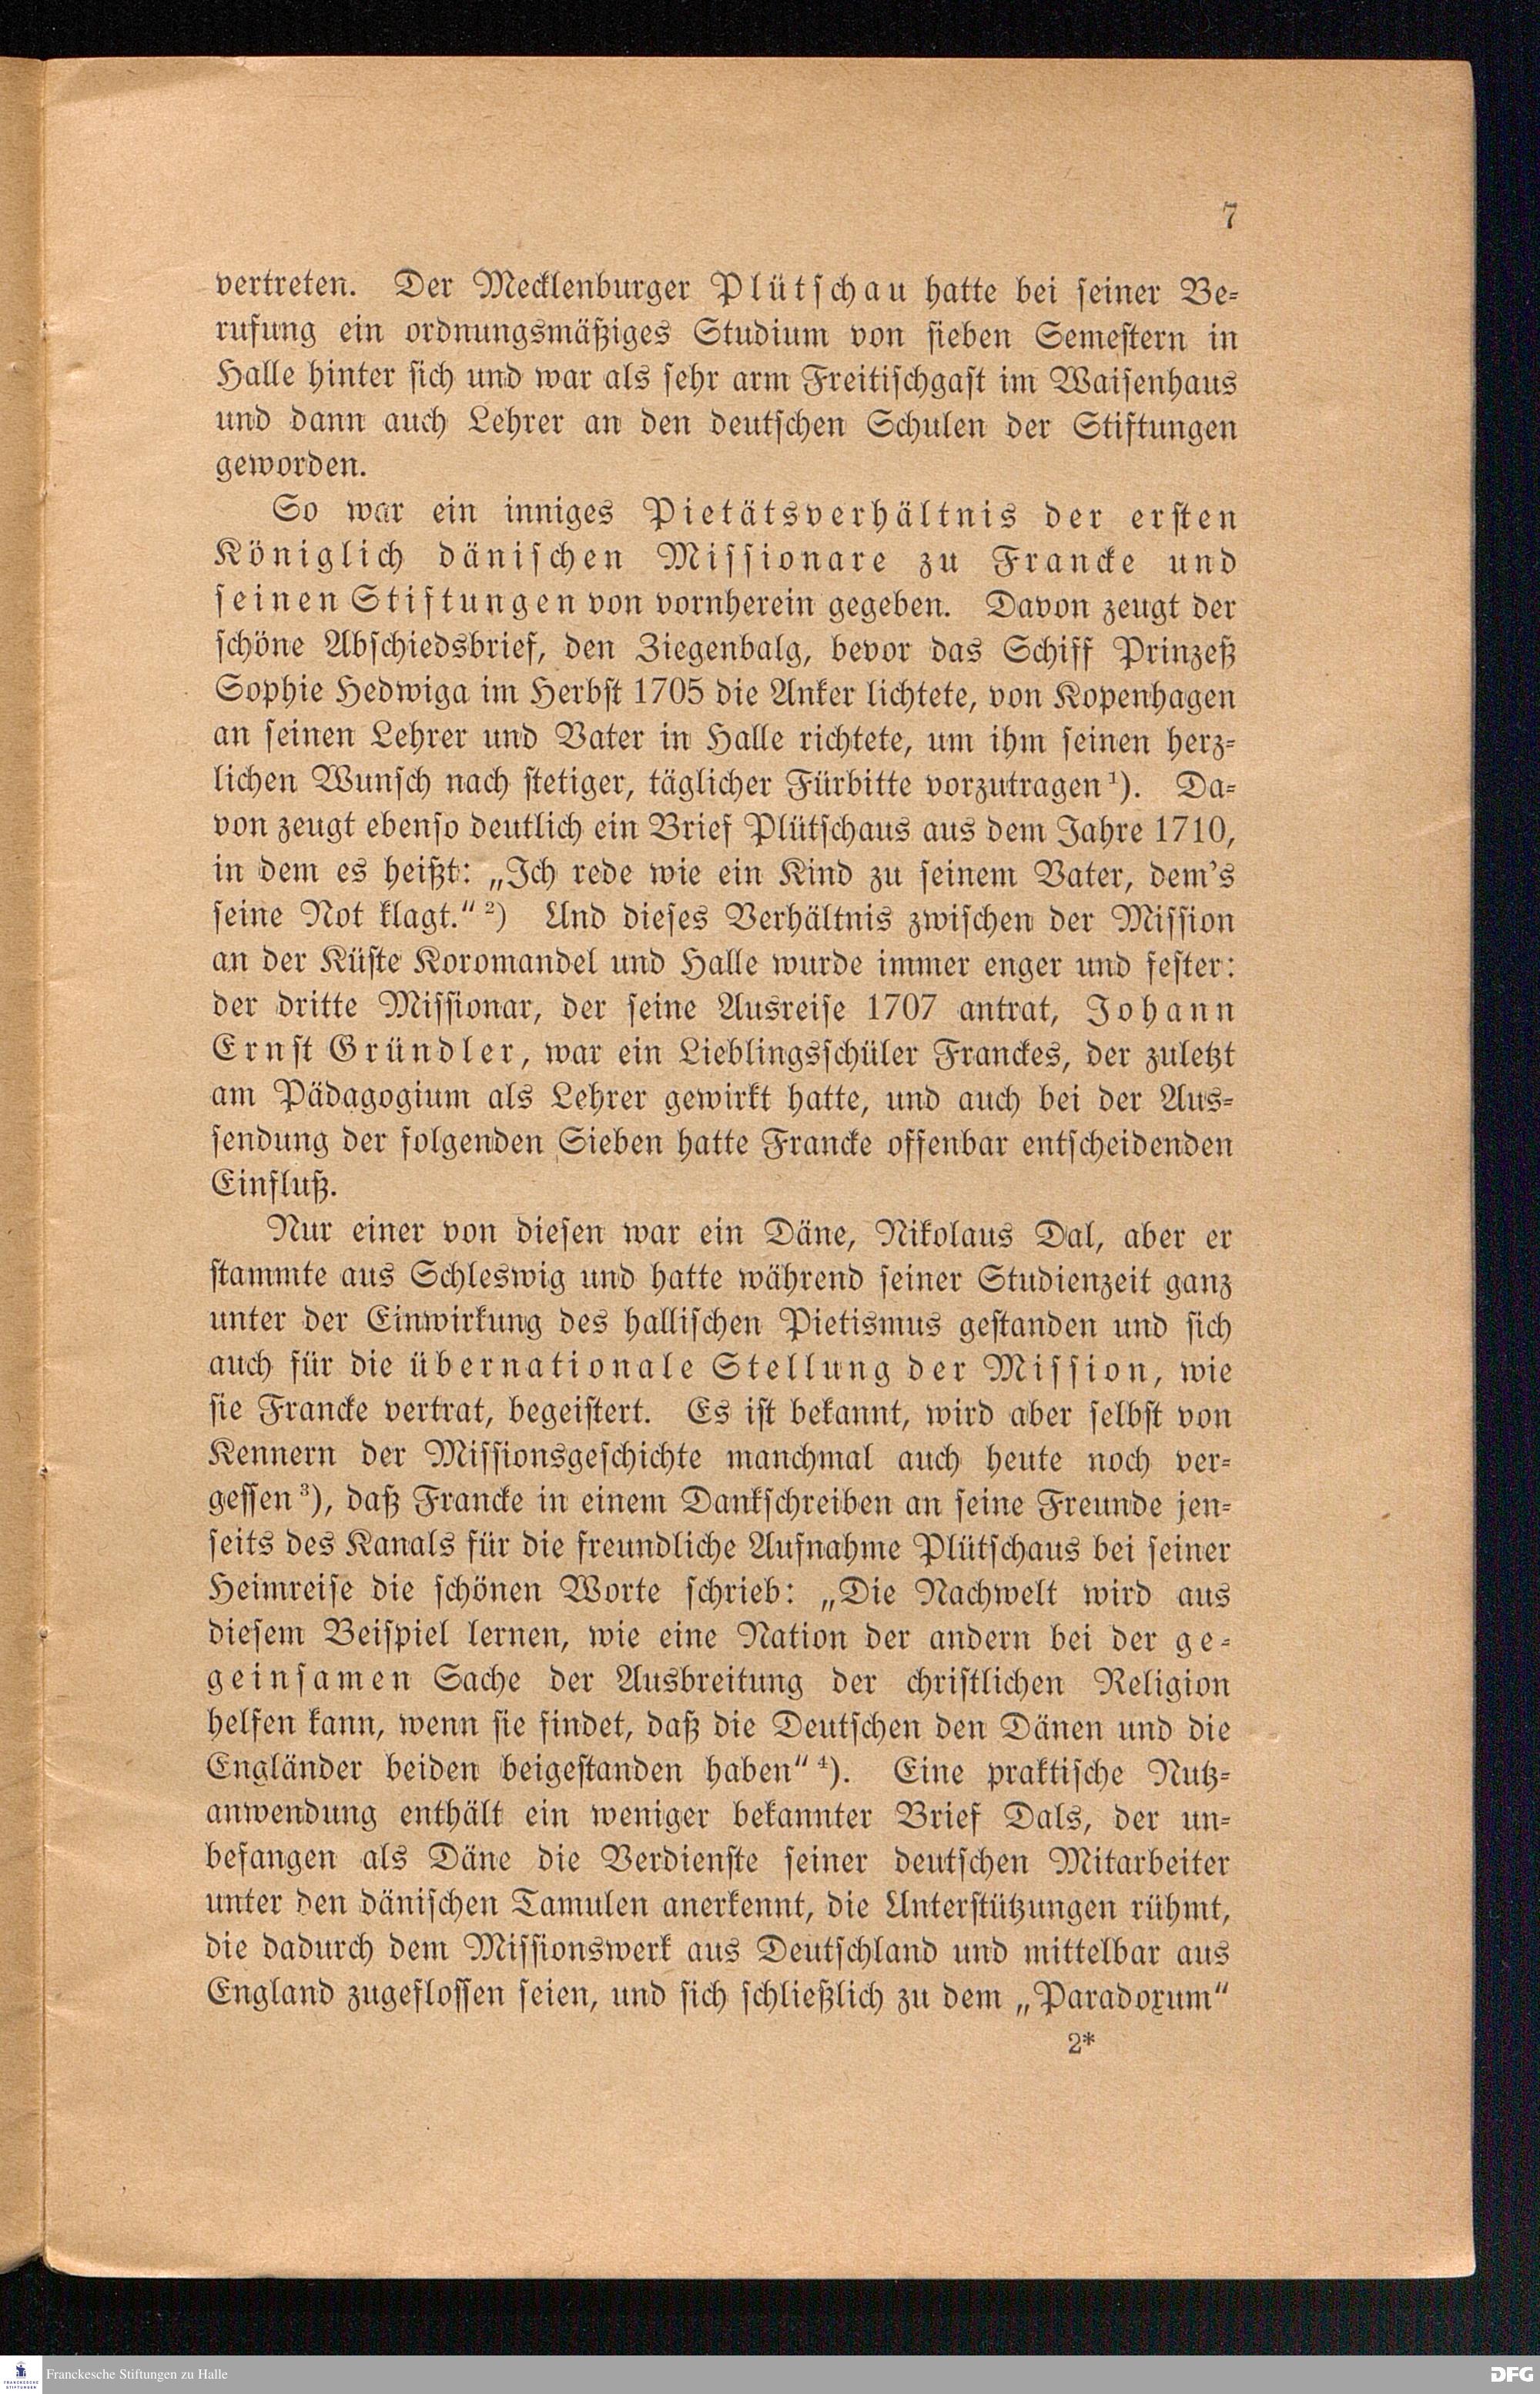 7
vertreten. Der Mecklenburger Plütschau hatte bei seiner Be-
rufung ein ordnungsmäßiges Studium von sieben Semestern in
Halle hinter sich und war als sehr arm Freitischgast im Waisenhaus
und dann auch Lehrer an den deutschen Schulen der Stiftungen
geworden.
So war ein inniges Pietätsverhältnis der ersten
Königlich dänischen Missionare zu Francke und
seinen Stiftungen von vornherein gegeben. Davon zeugt der
schöne Abschiedsbrief, den Ziegenbalg, bevor das Schiff Prinzeß
Sophie Hedwiga im Herbst 1705 die Anker lichtete, von Kopenhagen
an seinen Lehrer und Vater in Halle richtete, um ihm seinen herz-
lichen Wunsch nach stetiger, täglicher Fürbitte vorzutragen¹). Da-
von zeugt ebenso deutlich ein Brief Plütschaus aus dem Jahre 1710,
in dem es heißt: „Ich rede wie ein Kind zu seinem Vater, dem's
seine Not klagt.“²) Und dieses Verhältnis zwischen der Mission
an der Küste Koromandel und Halle wurde immer enger und fester:
der dritte Missionar, der seine Ausreise 1707 antrat, Johann
Ernst Gründler, war ein Lieblingsschüler Franckes, der zuletzt
am Pädagogium als Lehrer gewirkt hatte, und auch bei der Aus-
sendung der folgenden Sieben hatte Francke offenbar entscheidenden
Einfluß.
Nur einer von diesen war ein Däne, Nikolaus Dal, aber er
stammte aus Schleswig und hatte während seiner Studienzeit ganz
unter der Einwirkung des hallischen Pietismus gestanden und sich
auch für die übernationale Stellung der Mission, wie
sie Francke vertrat, begeistert. Es ist bekannt, wird aber selbst von
Kennern der Missionsgeschichte manchmal auch heute noch ver-
gessen³), daß Francke in einem Dankschreiben an seine Freunde jen-
seits des Kanals für die freundliche Aufnahme Plütschaus bei seiner
Heimreise die schönen Worte schrieb: „Die Nachwelt wird aus
diesem Beispiel lernen, wie eine Nation der andern bei der ge-
geinsamen Sache der Ausbreitung der christlichen Religion
helfen kann, wenn sie findet, daß die Deutschen den Dänen und die
Engländer beiden beigestanden haben“⁴). Eine praktische Nutz-
anwendung enthält ein weniger bekannter Brief Dals, der un-
befangen als Däne die Verdienste seiner deutschen Mitarbeiter
unter den dänischen Tamulen anerkennt, die Unterstützungen rühmt,
die dadurch dem Missionswerk aus Deutschland und mittelbar aus
England zugeflossen seien, und sich schließlich zu dem „Paradoxum“
2*
FRANCKESCHE
STIFTUNGEN
Franckesche Stiftungen zu Halle
DFG